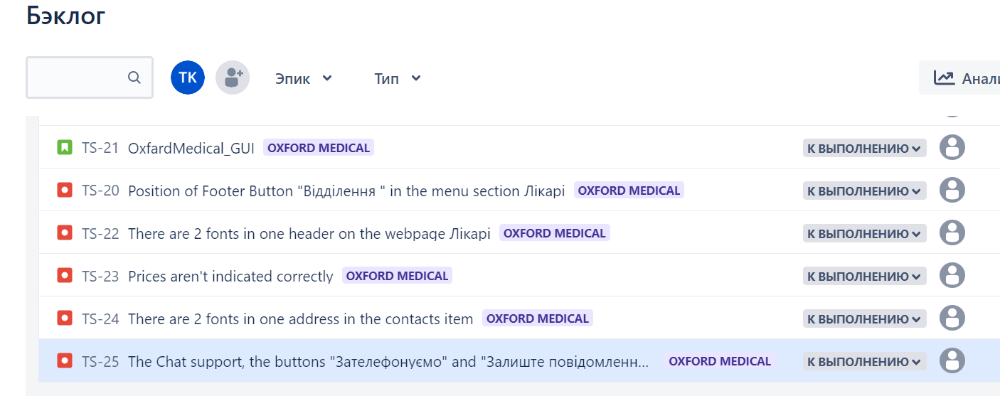 Бэклог
TK Эпик Тип Анали
TS-21 OxfardMedical_GUI OXFORD MEDICAL К ВЫПОЛНЕНИЮ
TS-20 Position of Footer Button "Відділення " in the menu section Лікарі OXFORD MEDICAL К ВЫПОЛНЕНИЮ
TS-22 There are 2 fonts in one header on the webpage Лікарі OXFORD MEDICAL К ВЫПОЛНЕНИЮ
TS-23 Prices aren't indicated correctly OXFORD MEDICAL К ВЫПОЛНЕНИЮ
TS-24 There are 2 fonts in one address in the contacts item OXFORD MEDICAL К ВЫПОЛНЕНИЮ
TS-25 The Chat support, the buttons "Зателефонуємо" and "Залиште повідомленн... OXFORD MEDICAL К ВЫПОЛНЕНИЮ